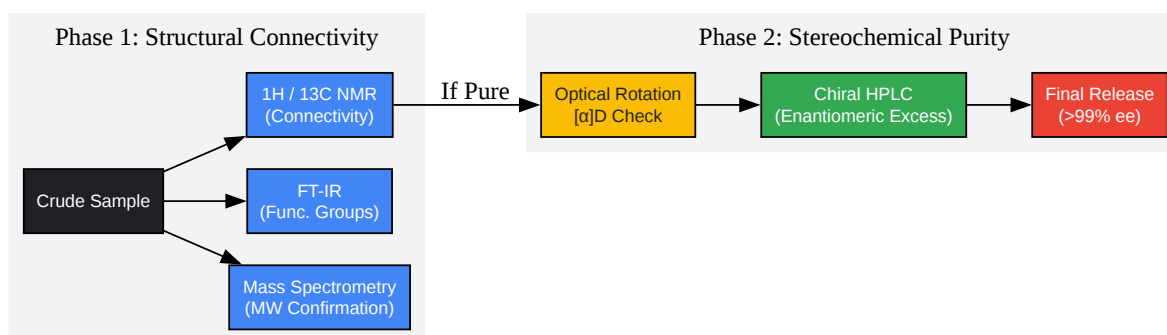 Phase 1: Structural Connectivity
Phase 2: Stereochemical Purity
1H / 13C NMR
(Connectivity)
If Pure
Optical Rotation
[α]D Check
Chiral HPLC
(Enantiomeric Excess)
Final Release
(>99% ee)
Crude Sample
FT-IR
(Func. Groups)
Mass Spectrometry
(MW Confirmation)